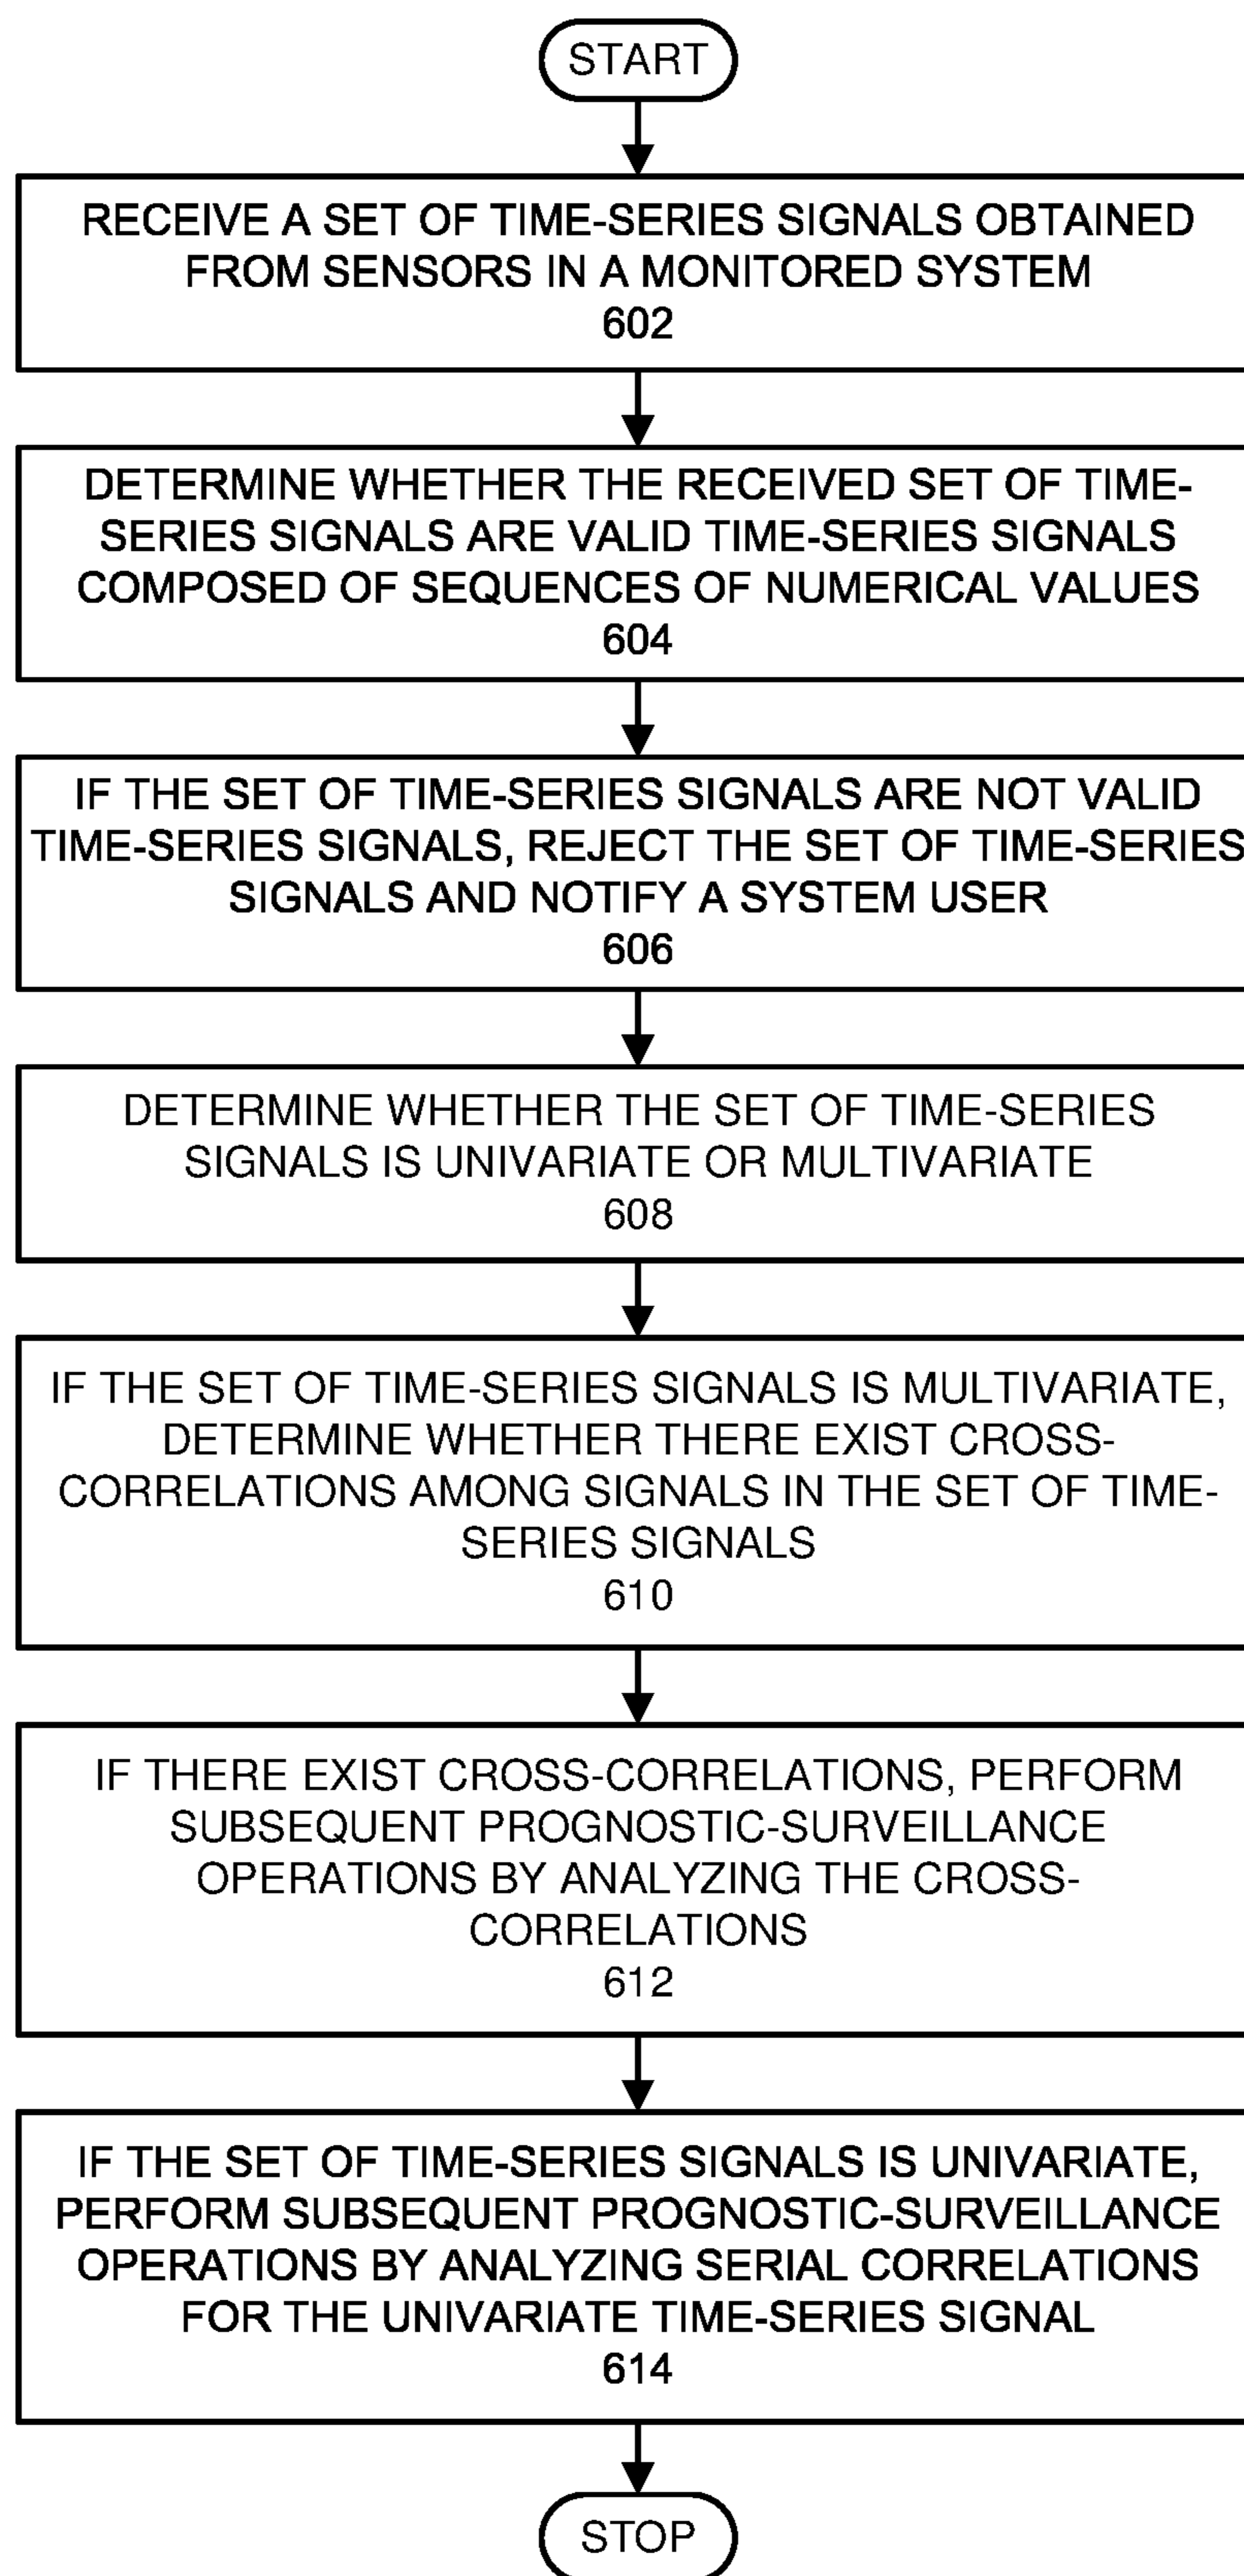 START
RECEIVE A SET OF TIME-SERIES SIGNALS OBTAINED
FROM SENSORS IN A MONITORED SYSTEM
602
DETERMINE WHETHER THE RECEIVED SET OF TIME-
SERIES SIGNALS ARE VALID TIME-SERIES SIGNALS
COMPOSED OF SEQUENCES OF NUMERICAL VALUES
604
IF THE SET OF TIME-SERIES SIGNALS ARE NOT VALID
TIME-SERIES SIGNALS, REJECT THE SET OF TIME-SERIES
SIGNALS AND NOTIFY A SYSTEM USER
606
DETERMINE WHETHER THE SET OF TIME-SERIES
SIGNALS IS UNIVARIATE OR MULTIVARIATE
608
IF THE SET OF TIME-SERIES SIGNALS IS MULTIVARIATE,
DETERMINE WHETHER THERE EXIST CROSS-
CORRELATIONS AMONG SIGNALS IN THE SET OF TIME-
SERIES SIGNALS
610
IF THERE EXIST CROSS-CORRELATIONS, PERFORM
SUBSEQUENT PROGNOSTIC-SURVEILLANCE
OPERATIONS BY ANALYZING THE CROSS-
CORRELATIONS
612
IF THE SET OF TIME-SERIES SIGNALS IS UNIVARIATE,
PERFORM SUBSEQUENT PROGNOSTIC-SURVEILLANCE
OPERATIONS BY ANALYZING SERIAL CORRELATIONS
FOR THE UNIVARIATE TIME-SERIES SIGNAL
614
STOP